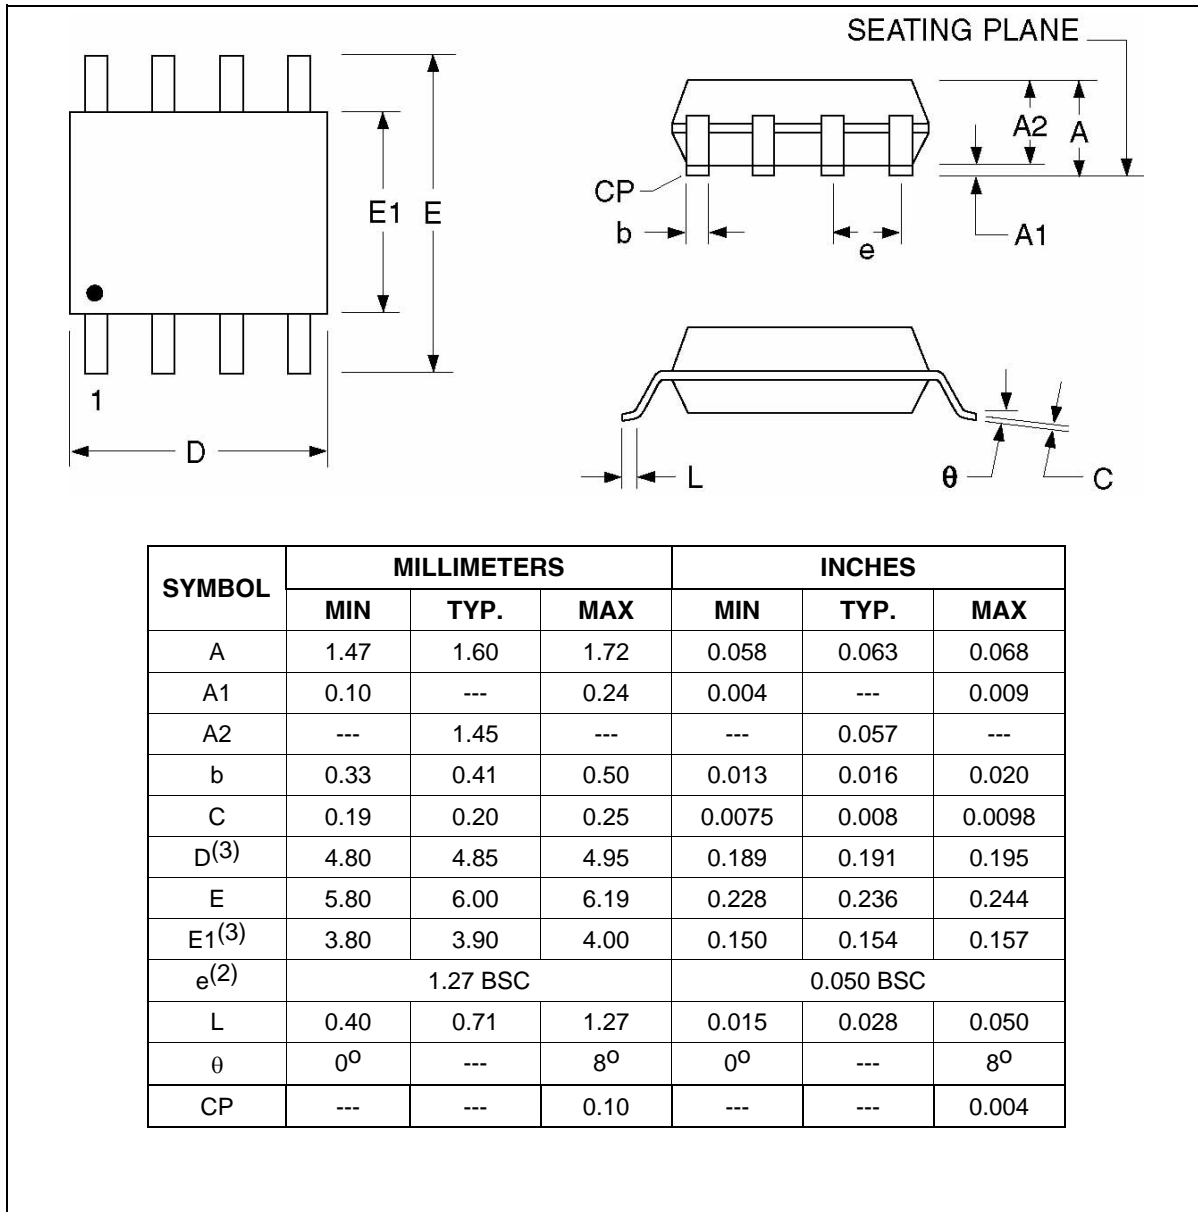 SEATING PLANE
A2 A
E1 E
CP
b
e
A1
1
D
L
θ
C
SYMBOL MILLIMETERS INCHES
MIN TYP. MAX MIN TYP. MAX
A 1.47 1.60 1.72 0.058 0.063 0.068
A1 0.10 --- 0.24 0.004 --- 0.009
A2 --- 1.45 --- --- 0.057 ---
b 0.33 0.41 0.50 0.013 0.016 0.020
C 0.19 0.20 0.25 0.0075 0.008 0.0098
D(3) 4.80 4.85 4.95 0.189 0.191 0.195
E 5.80 6.00 6.19 0.228 0.236 0.244
E1(3) 3.80 3.90 4.00 0.150 0.154 0.157
e(2) 1.27 BSC 0.050 BSC
L 0.40 0.71 1.27 0.015 0.028 0.050
θ 0o --- 8o 0o --- 8o
CP --- --- 0.10 --- --- 0.004